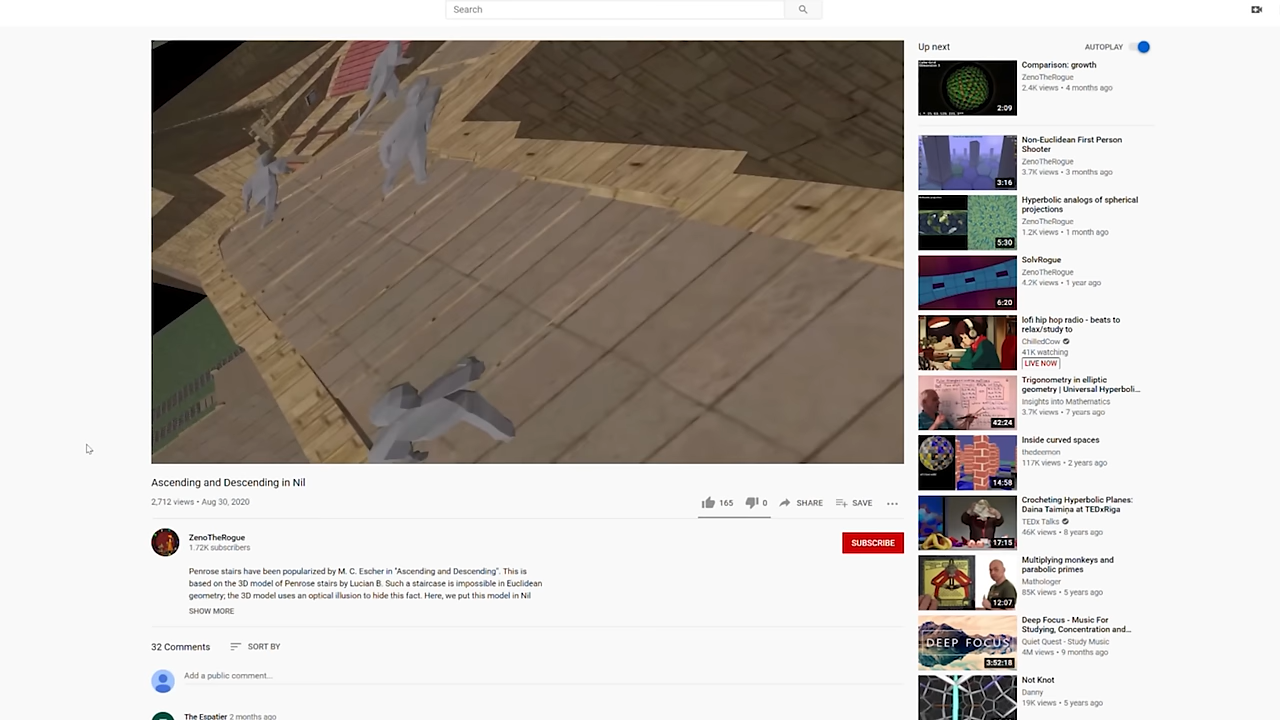 Search
Up next
AUTOPLAY
Comparison: growth
ZenoTheRogue
2.4K views • 4 months ago
2:09
Non-Euclidean First Person
Shooter
ZenoTheRogue
3.7K views • 3 months ago
3:16
Hyperbolic analogs of spherical
projections
ZenoTheRogue
1.2K views • 1 month ago
5:30
SolvRogue
ZenoTheRogue
4.2K views • 1 year ago
6:20
lofi hip hop radio - beats to
relax/study to
ChilledCow
41K watching
LIVE NOW
Trigonometry in elliptic
geometry | Universal Hyperboli...
Insights into Mathematics
3.7K views • 7 years ago
42:24
Inside curved spaces
thedeemon
117K views • 2 years ago
14:58
Crocheting Hyperbolic Planes:
Daina Taimina at TEDxRiga
TEDx Talks
46K views • 8 years ago
17:15
Multiplying monkeys and
parabolic primes
Mathologer
85K views • 5 years ago
12:07
Deep Focus - Music For
Studying, Concentration and...
Quiet Quest - Study Music
4M views • 9 months ago
DEEP FOCUS
3:52:18
Not Knot
Danny
19K views • 5 years ago
Ascending and Descending in Nil
2,712 views • Aug 30, 2020
165
0
SHARE
SAVE
ZenoTheRogue
1.72K subscribers
SUBSCRIBE
Penrose stairs have been popularized by M. C. Escher in "Ascending and Descending". This is
based on the 3D model of Penrose stairs by Lucian B. Such a staircase is impossible in Euclidean
geometry; the 3D model uses an optical illusion to hide this fact. Here, we put this model in Nil
SHOW MORE
32 Comments
SORT BY
Add a public comment...
The Espatier 2 months ago